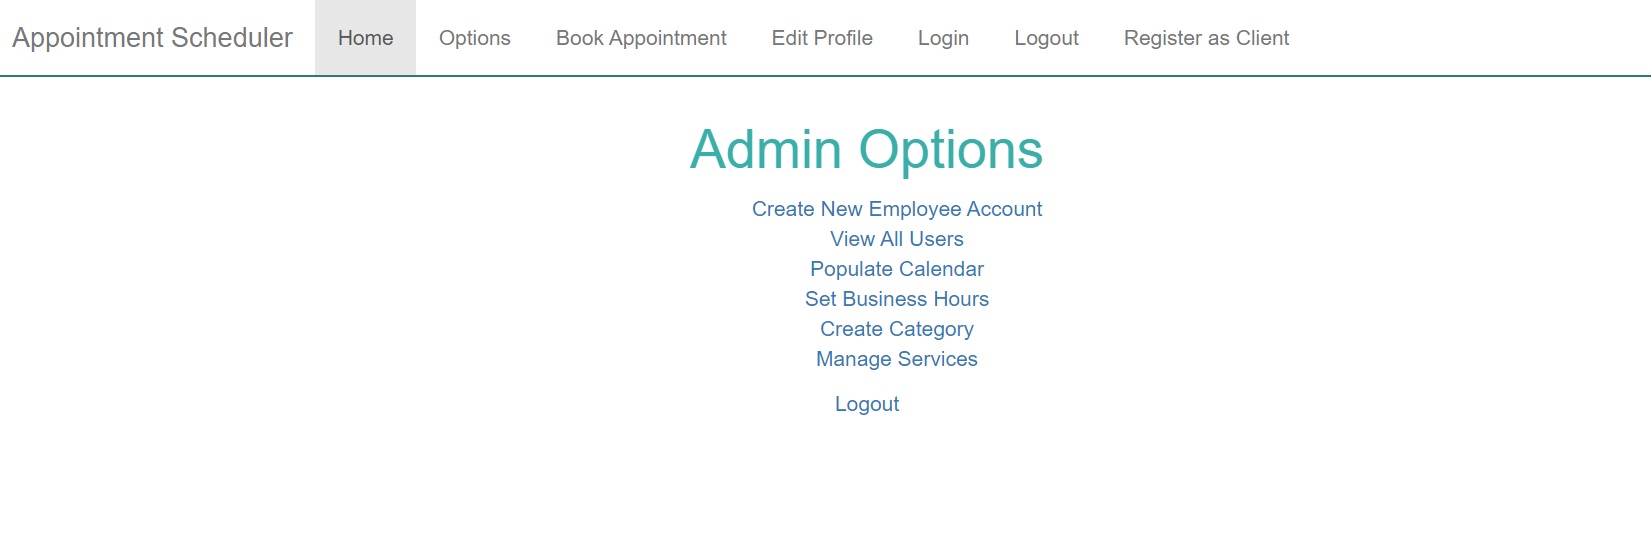 Appointment Scheduler Home Options Book Appointment Edit Profile Login Logout Register as Client
Admin Options
Create New Employee Account
View All Users
Populate Calendar
Set Business Hours
Create Category
Manage Services
Logout